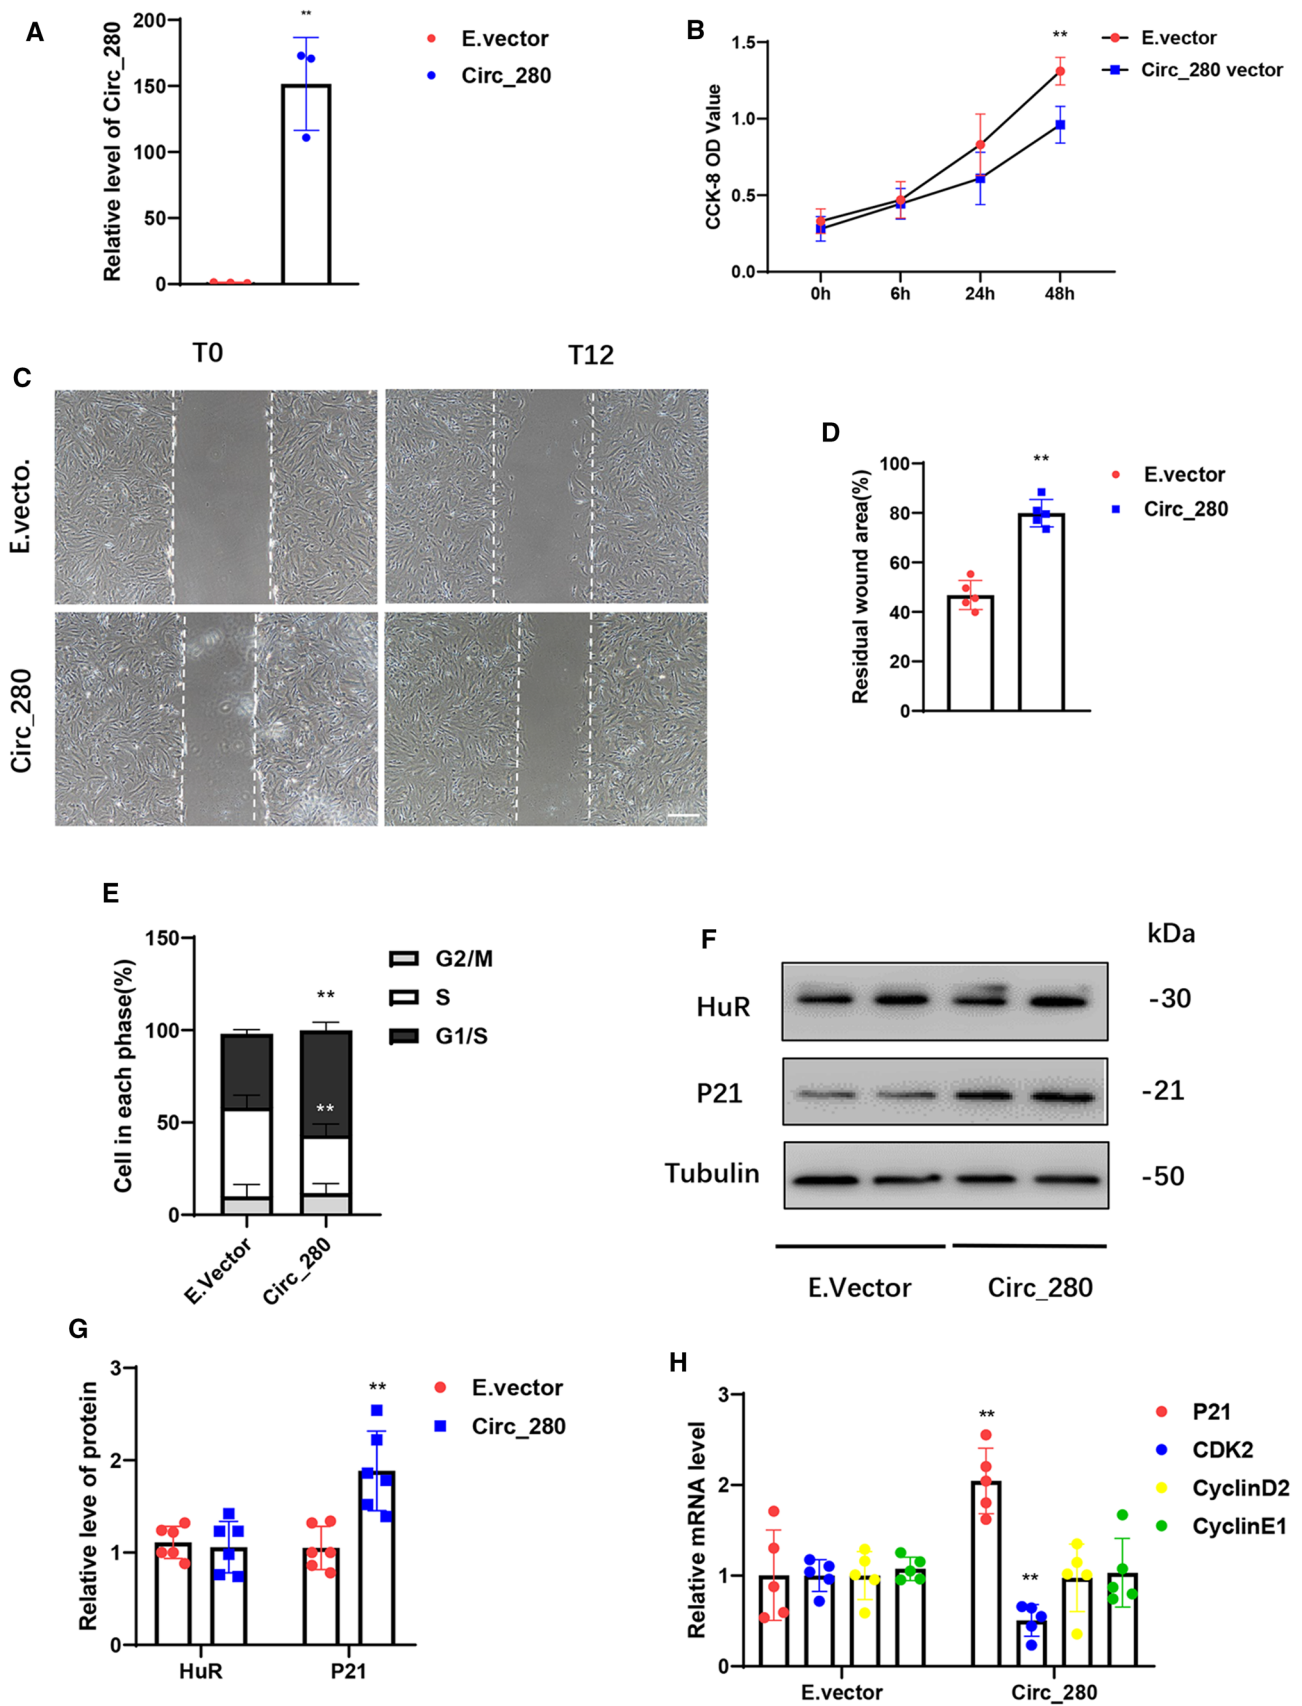 A
Relative level of Circ_280
200
150
100
50
0
**
E.vector
Circ_280
B
CCK-8 OD Value
1.5
1.0
0.5
0.0
0h
6h
24h
48h
**
E.vector
Circ_280 vector
C
T0
T12
E.vecto.
Circ_280
D
Residual wound area(%)
100
80
60
40
20
0
**
E.vector
Circ_280
E
Cell in each phase(%)
150
100
50
0
**
**
E.Vector
Circ_280
G2/M
S
G1/S
F
kDa
HuR
-30
P21
-21
Tubulin
-50
E.Vector
Circ_280
G
Relative leve of protein
3
2
1
0
**
HuR
P21
E.vector
Circ_280
H
Relative mRNA level
3
2
1
0
**
**
E.vector
Circ_280
P21
CDK2
CyclinD2
CyclinE1